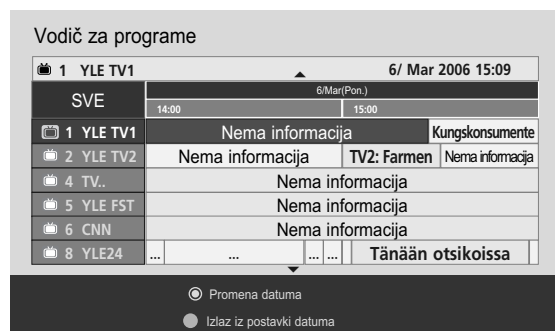 Vodič za programe
1 YLE TV1 6/ Mar 2006 15:09
SVE 6/Mar(Pon.)
14:00 15:00
1 YLE TV1 Nema informacija Kungskonsumente
2 YLE TV2 Nema informacija TV2: Farmen Nema informacija
4 TV.. Nema informacija
5 YLE FST Nema informacija
6 CNN Nema informacija
8 YLE24 ... ... ... ... Tänään otsikoissa
Promena datuma
Izlaz iz postavki datuma